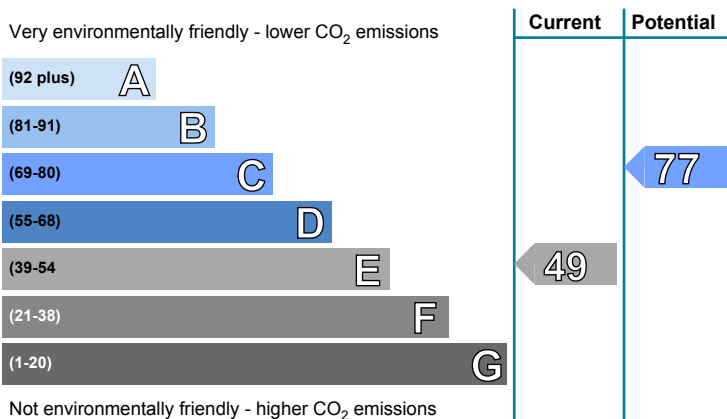 Very environmentally friendly - lower CO2 emissions
Current
Potential
(92 plus) A
(81-91) B
(69-80) C
77
(55-68) D
(39-54 E
49
(21-38) F
(1-20) G
Not environmentally friendly - higher CO2 emissions